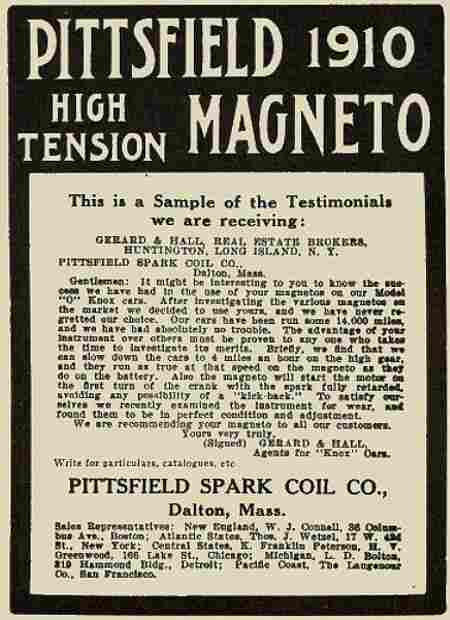 PITTSFIELD 1910
HIGH TENSION MAGNETO
This is a Sample of the Testimonials
we are receiving:
GERARD & HALL, REAL ESTATE BROKERS,
HUNTINGTON, LONG ISLAND, N. Y.
PITTSFIELD SPARK COIL CO.,
Dalton, Mass.
Gentlemen: It might be interesting to you to know the suc-
cess we have had in the use of your magnetos on our Model
"O" Knox cars. After investigating the various magnetos on
the market we decided to use yours, and we have never re-
gretted our choice. Our cars have been run some 14,000 miles,
and we have had absolutely no trouble. The advantage of your
instrument over others must be proven to any one who takes
the time to investigate its merits. Briefly, we find that we
can slow down the cars to 4 miles an hour on the high gear,
and they run as true at that speed on the magneto as they
do on the battery. Also the magneto will start the motor on
the first turn of the crank with the spark fully retarded,
avoiding any possibility of a "kick-back." To satisfy our-
selves we recently examined the instrument for wear, and
found them to be in perfect condition and adjustment.
We are recommending your magneto to all our customers.
Yours very truly,
(Signed) GERARD & HALL,
Agents for "Knox" Cars.
Write for particulars, catalogues, etc
PITTSFIELD SPARK COIL CO.,
Dalton, Mass.
Sales Representatives: New England, W. J. Connell, 36 Colum-
bus Ave., Boston; Atlantic States, Thos. J. Wetzel, 17 W. 42d
St., New York; Central States, K. Franklin Peterson, H. V.
Greenwood, 166 Lake St., Chicago; Michigan, L. D. Bolton,
319 Hammond Bldg., Detroit; Pacific Coast, The Langenour
Co., San Francisco.